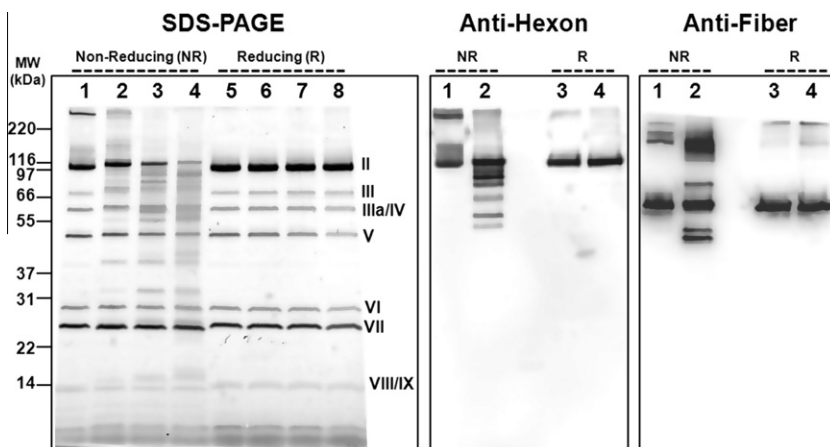 SDS-PAGE
Anti-Hexon
Anti-Fiber
MW
(kDa)
Non-Reducing (NR)
Reducing (R)
NR
R
NR
R
1 2 3 4 5 6 7 8
1 2 3 4
1 2 3 4
220
116
97
66
55
37
31
22
14
II
III
IIIa/IV
V
VI
VII
VIII/IX